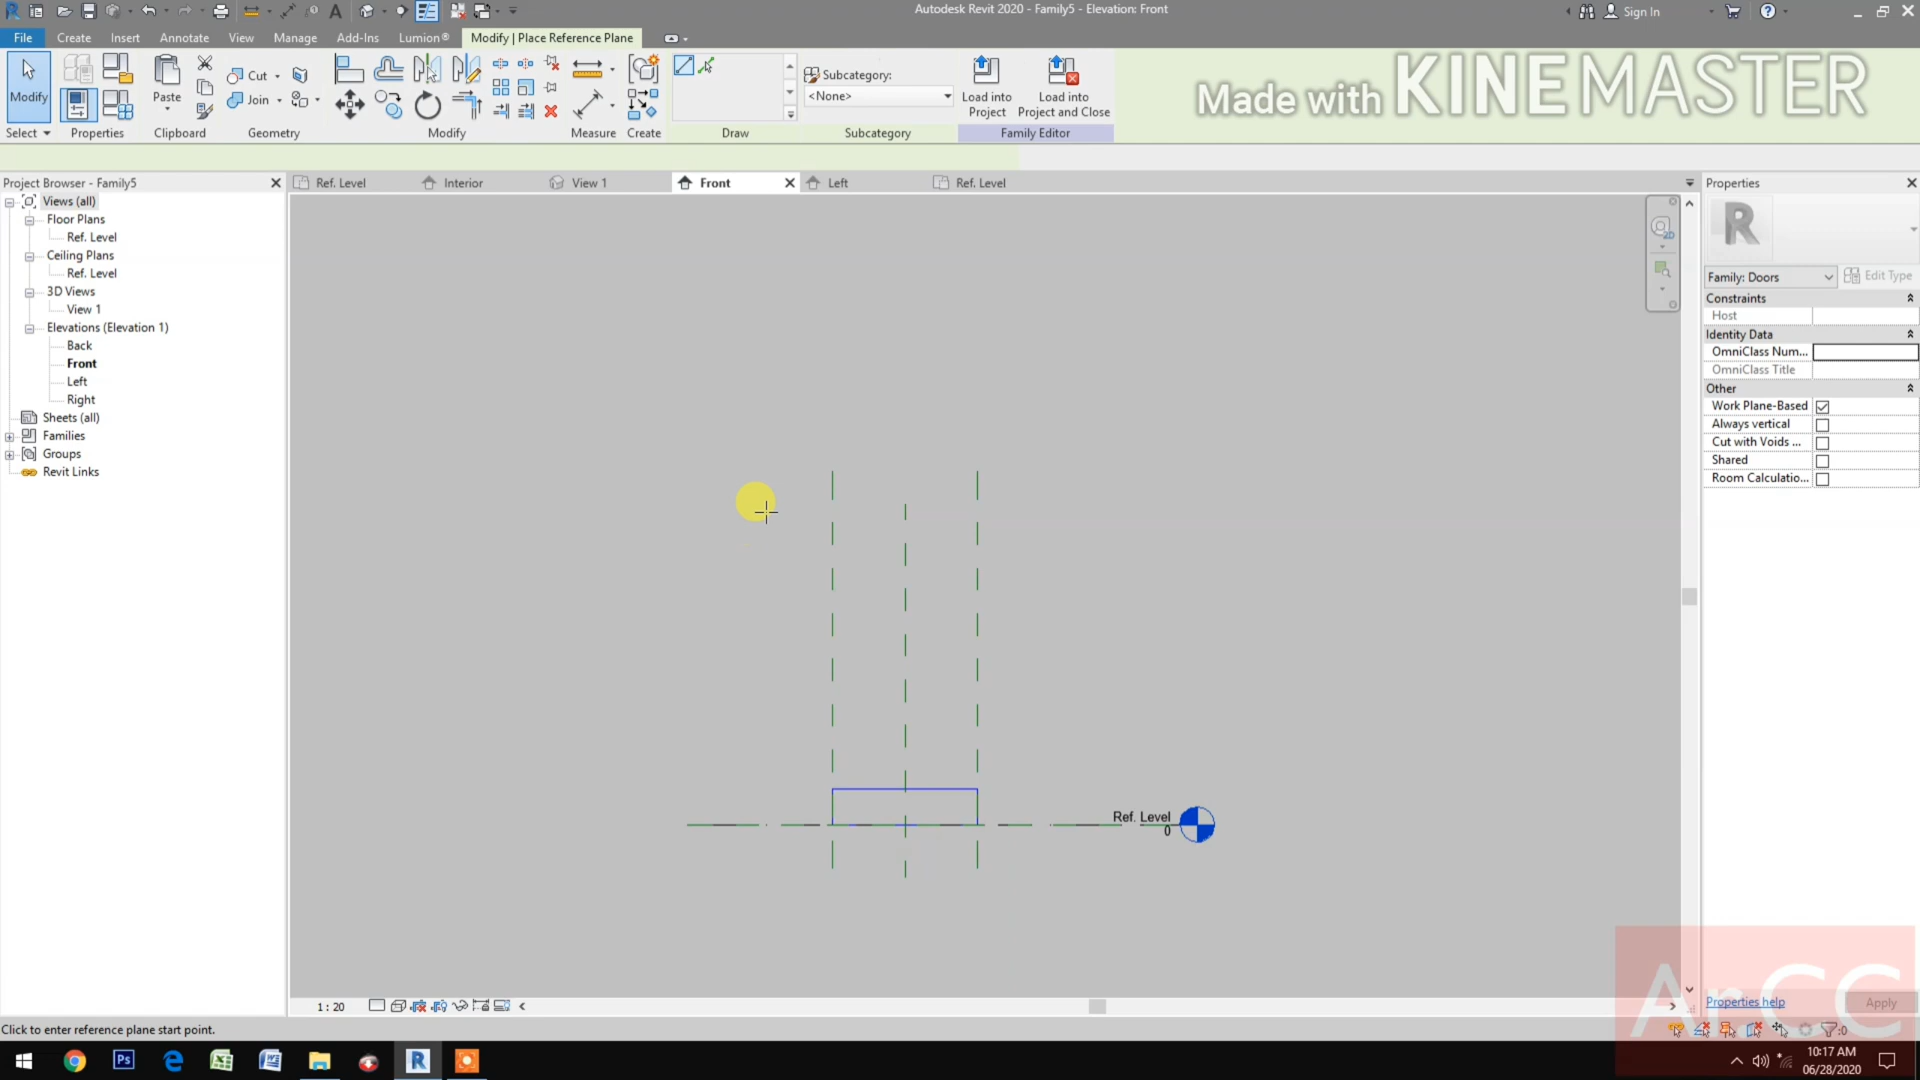 Autodesk Revit 2020 - Family5 - Elevation: Front
Sign In
File
Create
Insert
Annotate
View
Manage
Add-Ins
Lumion®
Modify | Place Reference Plane
Modify
Paste
Cut
Join
Subcategory:
<None>
Load into
Project
Load into
Project and Close
Made with KINEMASTER
Select
Properties
Clipboard
Geometry
Modify
Measure
Create
Draw
Subcategory
Family Editor
Project Browser - Family5
Views (all)
Floor Plans
Ref. Level
Ceiling Plans
Ref. Level
3D Views
View 1
Elevations (Elevation 1)
Back
Front
Left
Right
Sheets (all)
Families
Groups
Revit Links
Ref. Level
Interior
View 1
Front
Left
Ref. Level
Ref. Level
0
Properties
R
Family: Doors
Edit Type
Constraints
Host
Identity Data
OmniClass Num...
OmniClass Title
Other
Work Plane-Based
Always vertical
Cut with Voids ...
Shared
Room Calculatio...
ArCC
Properties help
Apply
1 : 20
Click to enter reference plane start point.
:0
Ps
R
10:17 AM
06/28/2020